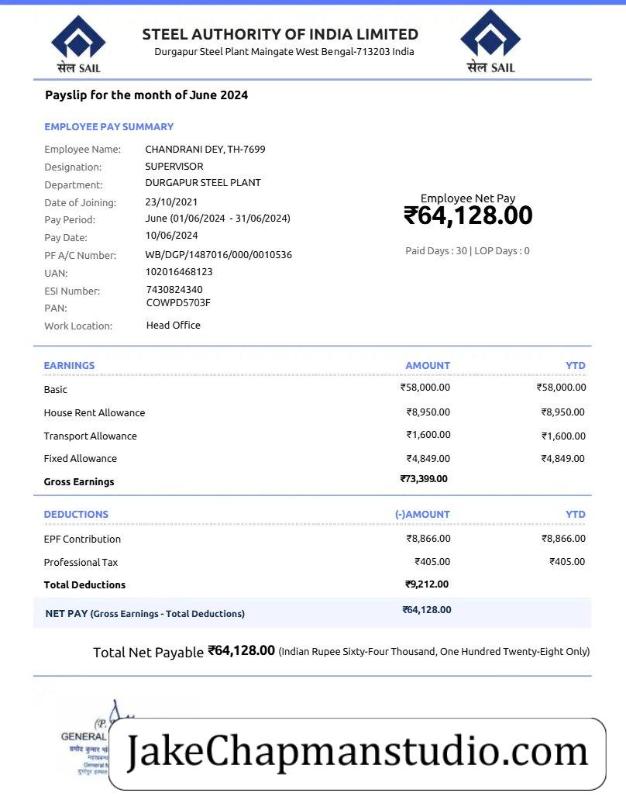 STEEL AUTHORITY OF INDIA LIMITED
Durgapur Steel Plant Maingate West Bengal-713203 India
सेल SAIL
सेल SAIL
Payslip for the month of June 2024
EMPLOYEE PAY SUMMARY
Employee Name: CHANDRANI DEY, TH-7699
Designation: SUPERVISOR
Department: DURGAPUR STEEL PLANT
Date of Joining: 23/10/2021
Pay Period: June (01/06/2024 - 31/06/2024)
Pay Date: 10/06/2024
PF A/C Number: WB/DGP/1487016/000/0010536
UAN: 102016468123
ESI Number: 7430824340
PAN: COWPD5703F
Work Location: Head Office
Employee Net Pay
₹64,128.00
Paid Days : 30 | LOP Days : 0
EARNINGS AMOUNT YTD
Basic ₹58,000.00 ₹58,000.00
House Rent Allowance ₹8,950.00 ₹8,950.00
Transport Allowance ₹1,600.00 ₹1,600.00
Fixed Allowance ₹4,849.00 ₹4,849.00
Gross Earnings ₹73,399.00
DEDUCTIONS (-)AMOUNT YTD
EPF Contribution ₹8,866.00 ₹8,866.00
Professional Tax ₹405.00 ₹405.00
Total Deductions ₹9,212.00
NET PAY (Gross Earnings - Total Deductions) ₹64,128.00
Total Net Payable ₹64,128.00 (Indian Rupee Sixty-Four Thousand, One Hundred Twenty-Eight Only)
(P.
GENERAL
JakeChapmanstudio.com